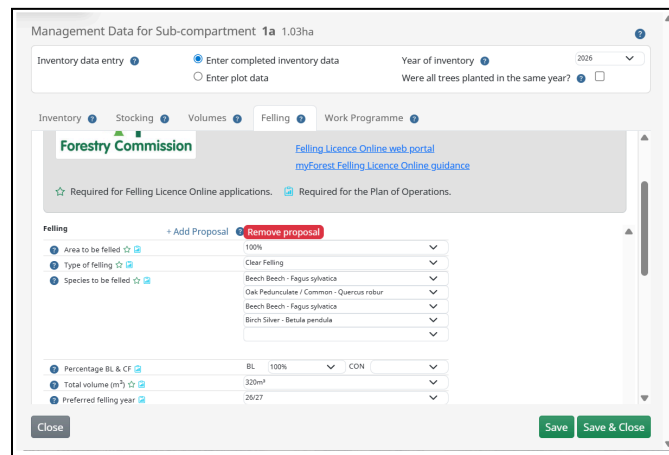 Management Data for Sub-compartment 1a 1.03ha
Inventory data entry
Enter completed inventory data
Year of inventory
2026
Enter plot data
Were all trees planted in the same year?
Inventory
Stocking
Volumes
Felling
Work Programme
Forestry Commission
Felling Licence Online web portal
myForest Felling Licence Online guidance
Required for Felling Licence Online applications.
Required for the Plan of Operations.
Felling
+ Add Proposal
Remove proposal
Area to be felled
100%
Type of felling
Clear Felling
Species to be felled
Beech Beech - Fagus sylvatica
Oak Pedunculate / Common - Quercus robur
Beech Beech - Fagus sylvatica
Birch Silver - Betula pendula
Percentage BL & CF
BL 100% CON
Total volume (m³)
320m³
Preferred felling year
26/27
Close
Save
Save & Close